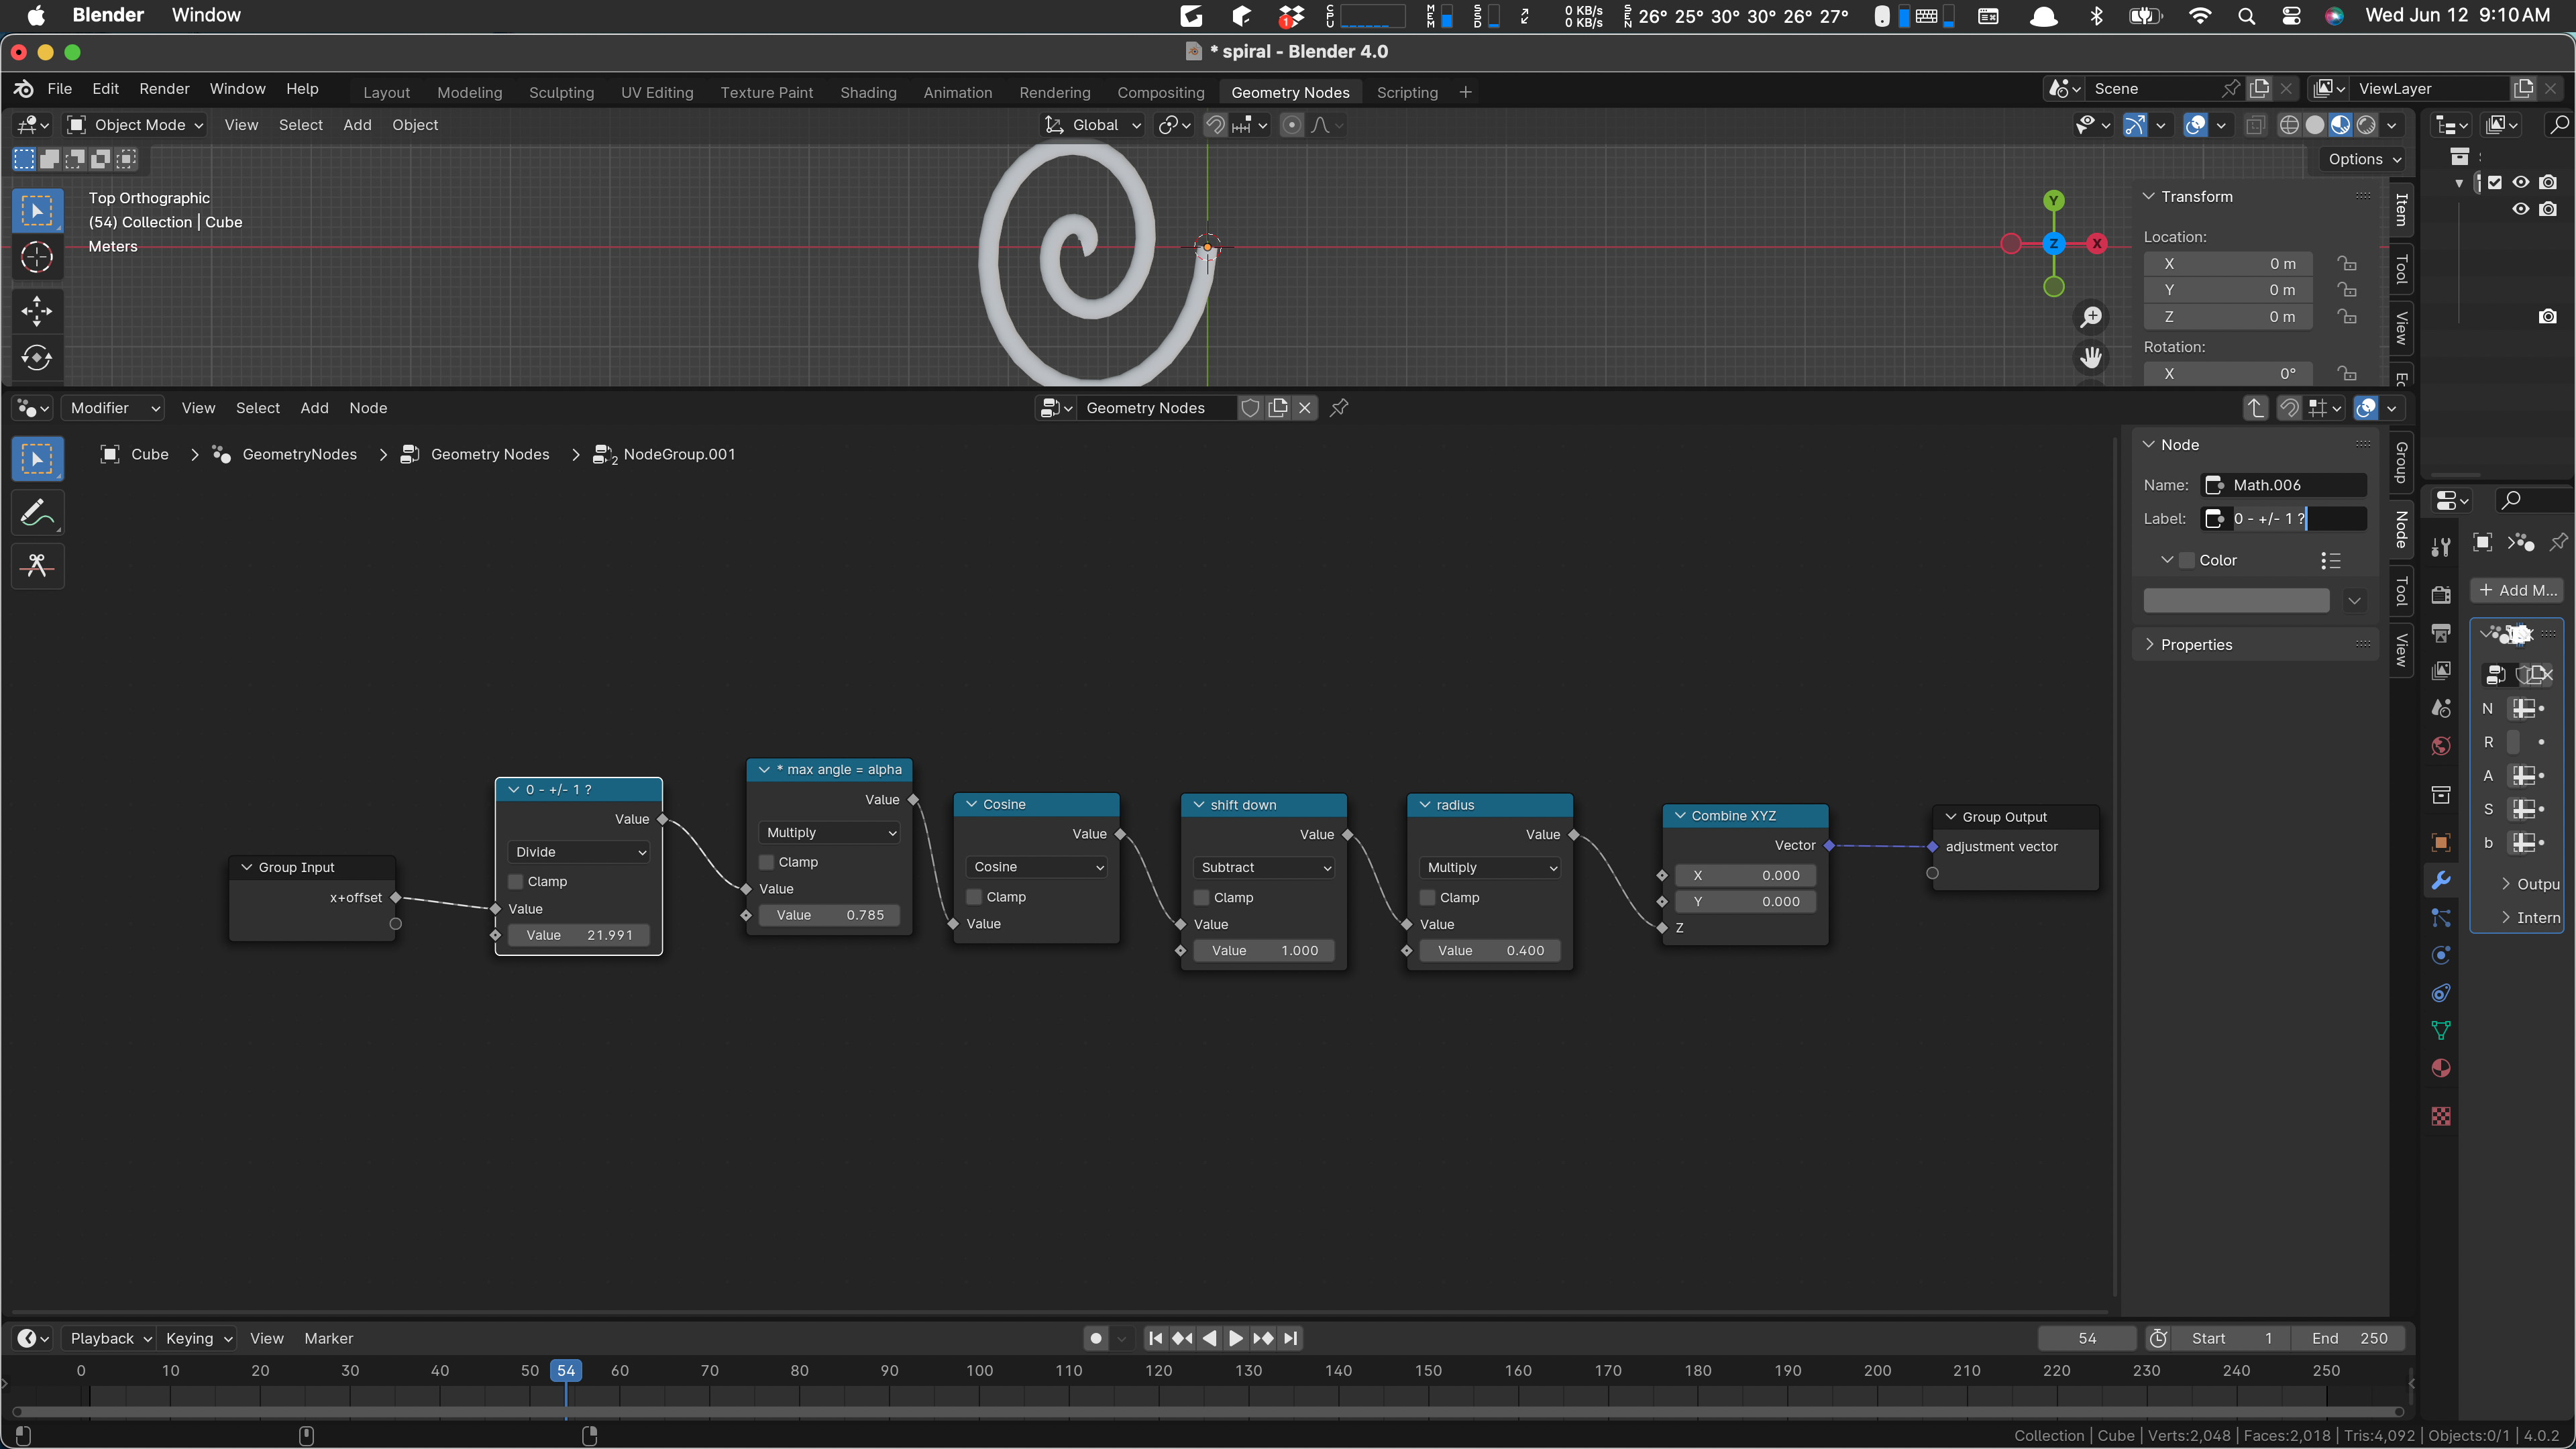 Blender Window
1
CPU
MEM
SSD
0 KB/s
0 KB/s
SEN
26° 25° 30° 30° 26° 27°
Wed Jun 12 9:10 AM
* spiral - Blender 4.0
File Edit Render Window Help
Layout Modeling Sculpting UV Editing Texture Paint Shading Animation Rendering Compositing Geometry Nodes Scripting +
Scene
ViewLayer
Object Mode View Select Add Object
Global
Options
Top Orthographic
(54) Collection | Cube
Meters
Y
Z
X
Transform
Location:
X 0 m
Y 0 m
Z 0 m
Rotation:
X 0°
Item
Tool
View
Modifier View Select Add Node
Geometry Nodes
Cube > GeometryNodes > Geometry Nodes > 2 NodeGroup.001
Node
Name: Math.006
Label: 0 - +/- 1 ?
Color
Properties
Group
Node
Tool
View
Add M...
N
R
A
S
b
Outpu
Intern
Group Input
x+offset
0 - +/- 1 ?
Value
Divide
Clamp
Value
Value 21.991
* max angle = alpha
Value
Multiply
Clamp
Value
Value 0.785
Cosine
Value
Cosine
Clamp
Value
shift down
Value
Subtract
Clamp
Value
Value 1.000
radius
Value
Multiply
Clamp
Value
Value 0.400
Combine XYZ
Vector
X 0.000
Y 0.000
Z
Group Output
adjustment vector
Playback Keying View Marker
54
Start 1
End 250
0 10 20 30 40 50 54 60 70 80 90 100 110 120 130 140 150 160 170 180 190 200 210 220 230 240 250
Collection | Cube | Verts:2,048 | Faces:2,018 | Tris:4,092 | Objects:0/1 | 4.0.2